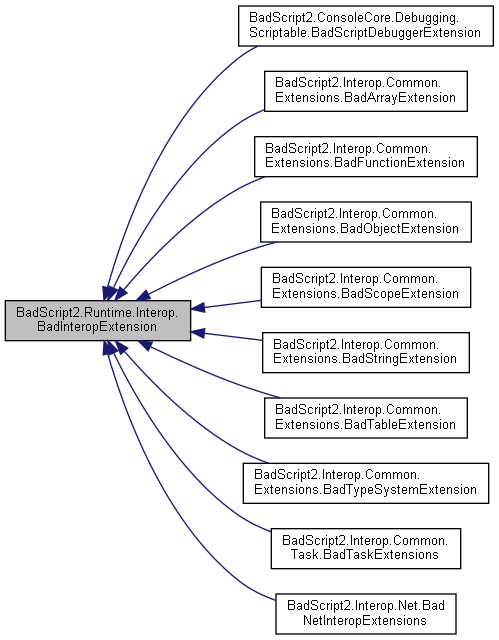 BadScript2.ConsoleCore.Debugging.
Scriptable.BadScriptDebuggerExtension
BadScript2.Interop.Common.
Extensions.BadArrayExtension
BadScript2.Interop.Common.
Extensions.BadFunctionExtension
BadScript2.Interop.Common.
Extensions.BadObjectExtension
BadScript2.Runtime.Interop.
BadInteropExtension
BadScript2.Interop.Common.
Extensions.BadScopeExtension
BadScript2.Interop.Common.
Extensions.BadStringExtension
BadScript2.Interop.Common.
Extensions.BadTableExtension
BadScript2.Interop.Common.
Extensions.BadTypeSystemExtension
BadScript2.Interop.Common.
Task.BadTaskExtensions
BadScript2.Interop.Net.Bad
NetInteropExtensions